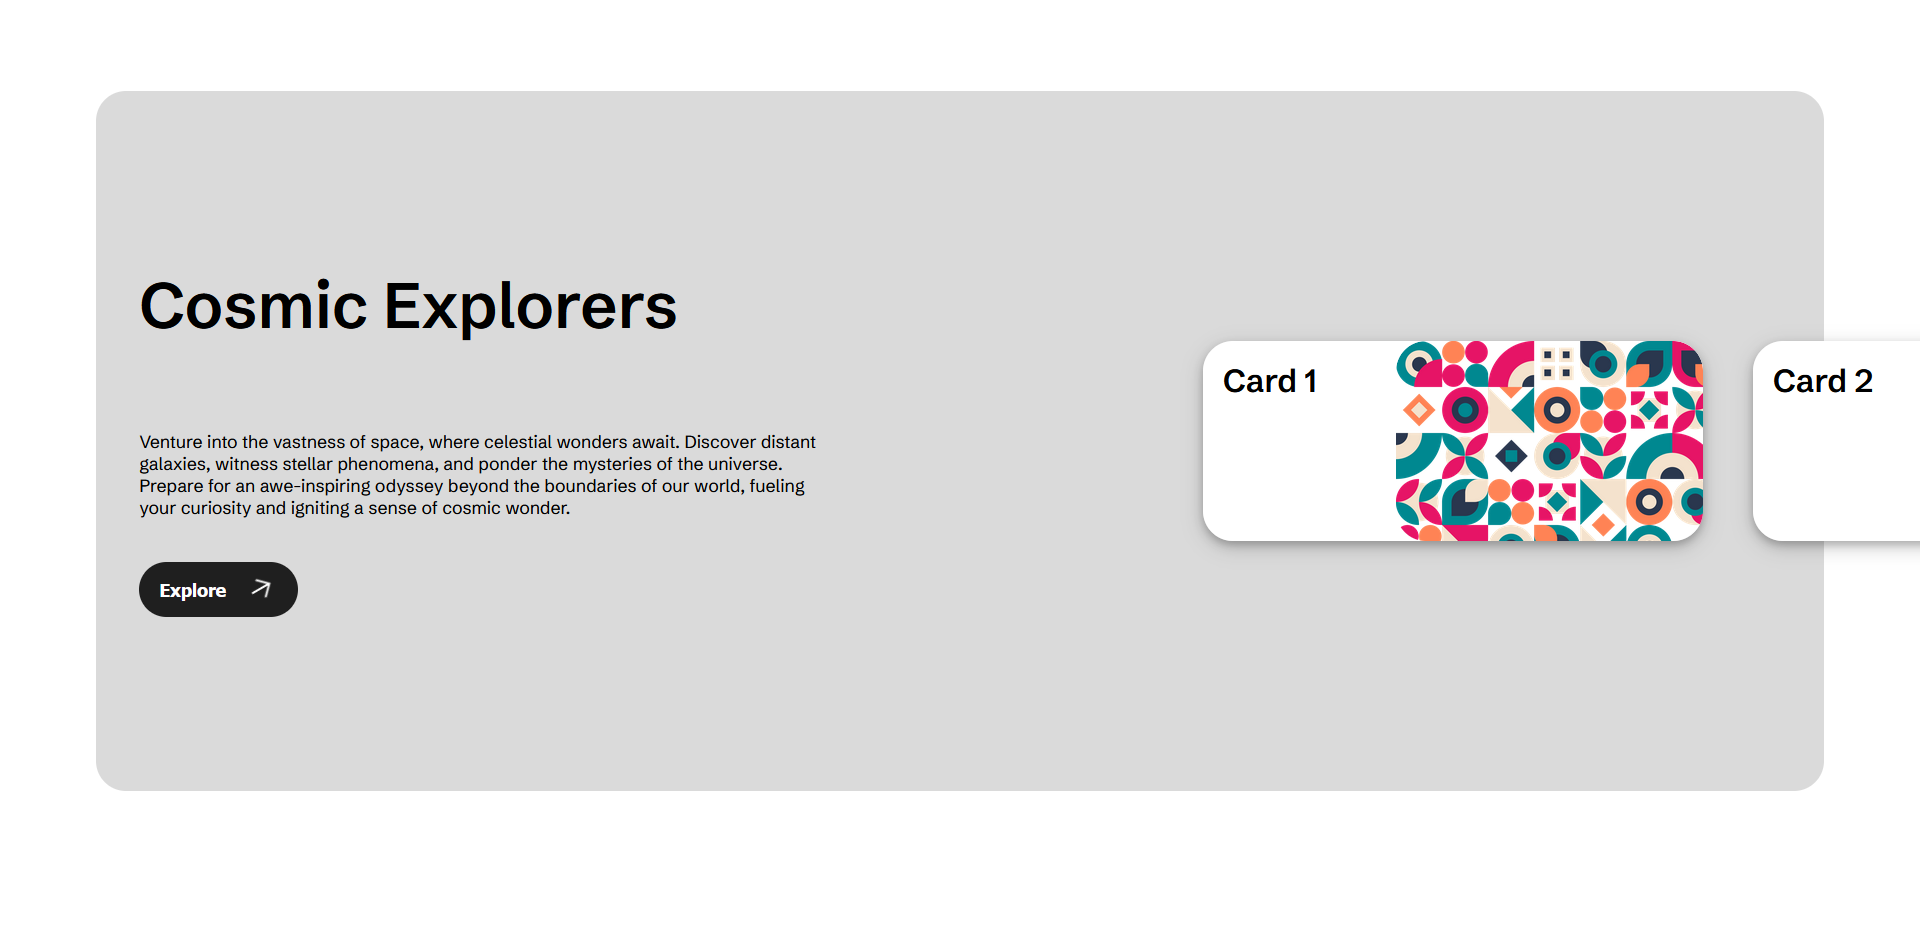 Cosmic Explorers
Venture into the vastness of space, where celestial wonders await. Discover distant
galaxies, witness stellar phenomena, and ponder the mysteries of the universe.
Prepare for an awe-inspiring odyssey beyond the boundaries of our world, fueling
your curiosity and igniting a sense of cosmic wonder.
Explore
Card 1
Card 2